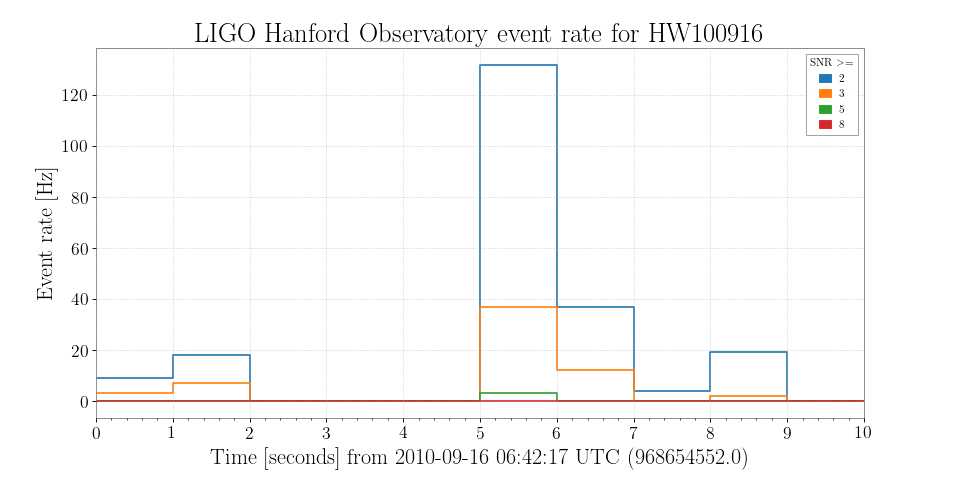 LIGO Hanford Observatory event rate for HW100916
SNR >=
2
3
5
8
120
100
80
60
40
20
0
Event rate [Hz]
0 1 2 3 4 5 6 7 8 9 10
Time [seconds] from 2010-09-16 06:42:17 UTC (968654552.0)